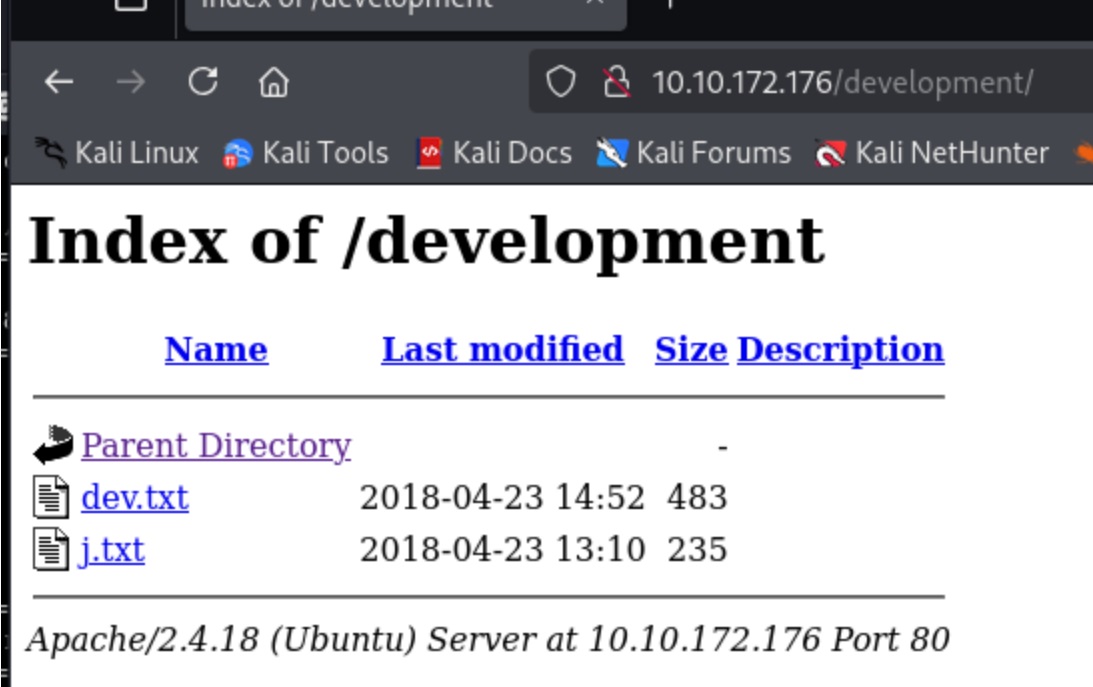 Index of /development
10.10.172.176/development/
Kali Linux Kali Tools Kali Docs Kali Forums Kali NetHunter
Index of /development
Name Last modified Size Description
Parent Directory -
dev.txt 2018-04-23 14:52 483
j.txt 2018-04-23 13:10 235
Apache/2.4.18 (Ubuntu) Server at 10.10.172.176 Port 80